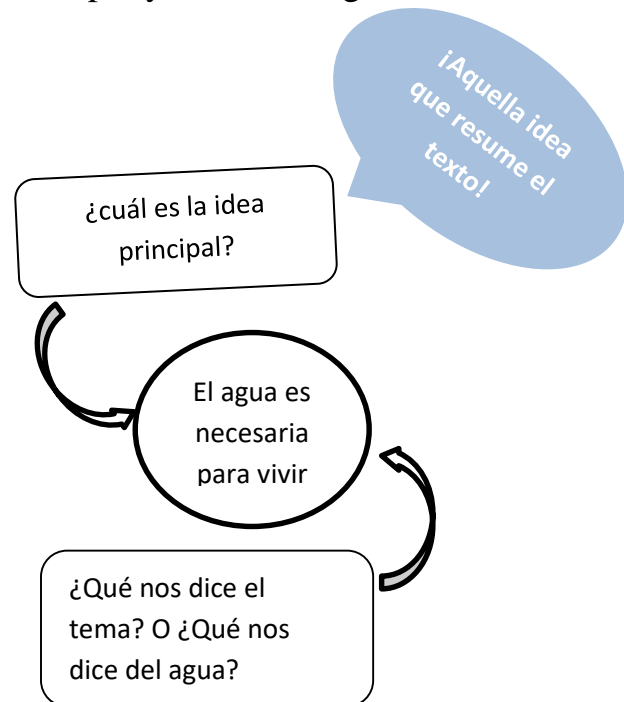 ¡Aquella idea
que resume el
texto!
¿cuál es la idea
principal?
El agua es
necesaria
para vivir
¿Qué nos dice el
tema? O ¿Qué nos
dice del agua?